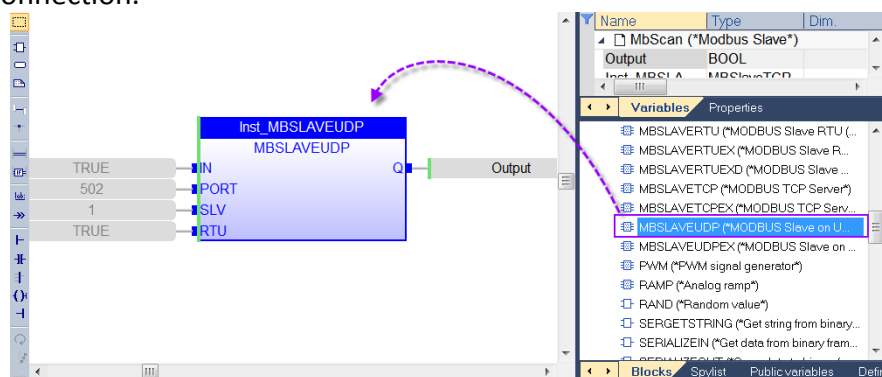 onnection.
Inst_MBSLAVEUDP
MBSLAVEUDP
TRUE IN Q Output
502 PORT
1 SLV
TRUE RTU
Name Type Dim.
MbScan (*Modbus Slave*)
Output BOOL
Inst_MBSLA MBSlaveTCP
Variables Properties
MBSLAVERTU (*MODBUS Slave RTU (...
MBSLAVERTUEX (*MODBUS Slave R...
MBSLAVERTUEXD (*MODBUS Slave ...
MBSLAVETCP (*MODBUS TCP Server*)
MBSLAVETCPEX (*MODBUS TCP Serv...
MBSLAVEUDP (*MODBUS Slave on U...
MBSLAVEUDPEX (*MODBUS Slave on ...
PWM (*PWM signal generator*)
RAMP (*Analog ramp*)
RAND (*Random value*)
SERGETSTRING (*Get string from binary...
SERIALIZEIN (*Get data from binary fram...
Blocks Spylist Public variables Defi